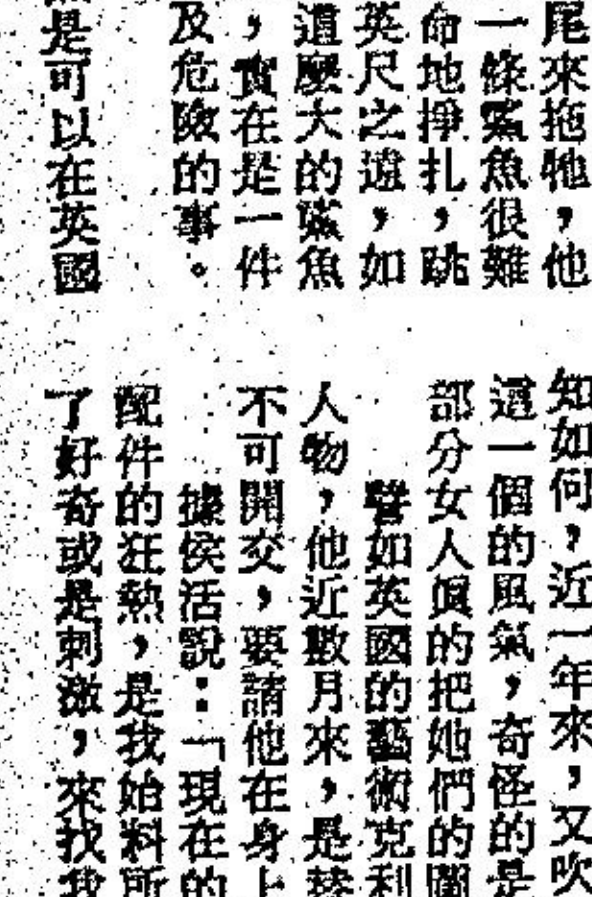 尾來拖牠，他
一條鯊魚很難
命地掙扎，跳
英尺之遠，如
這麼大的鯊魚
，實在是一件
及危險的事。
是可以在英國
知如何，近一年來，又吹
這一個的風氣，奇怪的是
部分女人眞的把她們的
譬如英國的藝術克利
人物，他近數月來，是替
不可開交，要請他在身上
據侯活說：「現在的
配件的狂熱，是我始料所
了好奇或是刺激，來找我